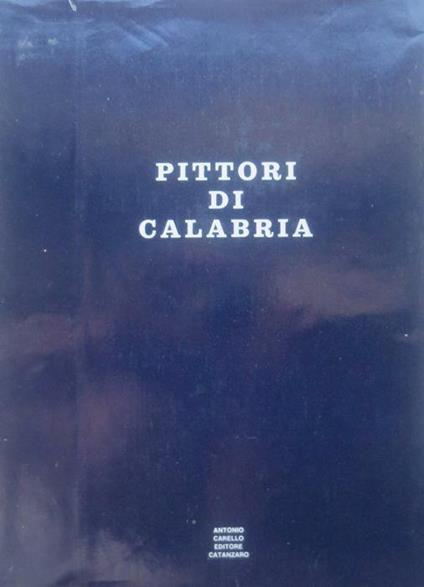 PITTORI
DI
CALABRIA
ANTONIO
CARELLO
EDITORE
CATANZARO